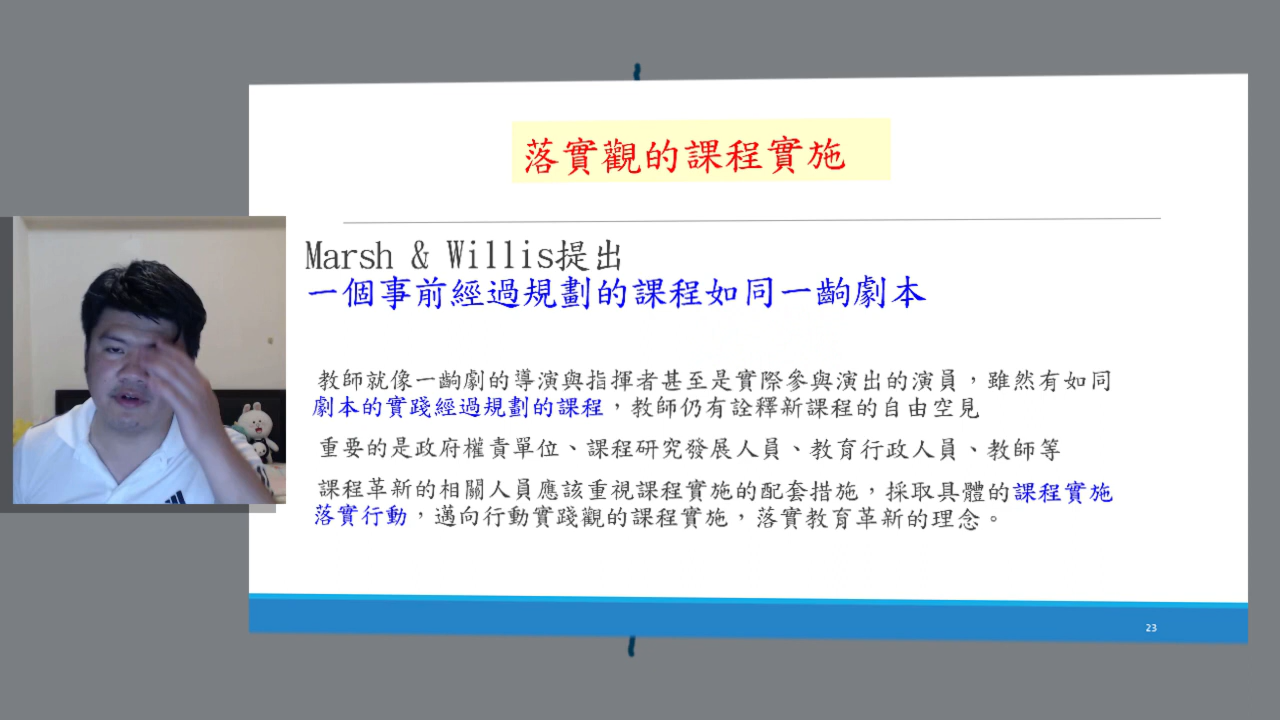 落實觀的課程實施
Marsh & Willis提出
一個事前經過規劃的課程如同一齣劇本
教師就像一齣劇的導演與指揮者甚至是實際參與演出的演員，雖然有如同
劇本的實踐經過規劃的課程，教師仍有詮釋新課程的自由空見
重要的是政府權責單位、課程研究發展人員、教育行政人員、教師等
課程革新的相關人員應該重視課程實施的配套措施，採取具體的課程實施
落實行動，邁向行動實踐觀的課程實施，落實教育革新的理念。
23